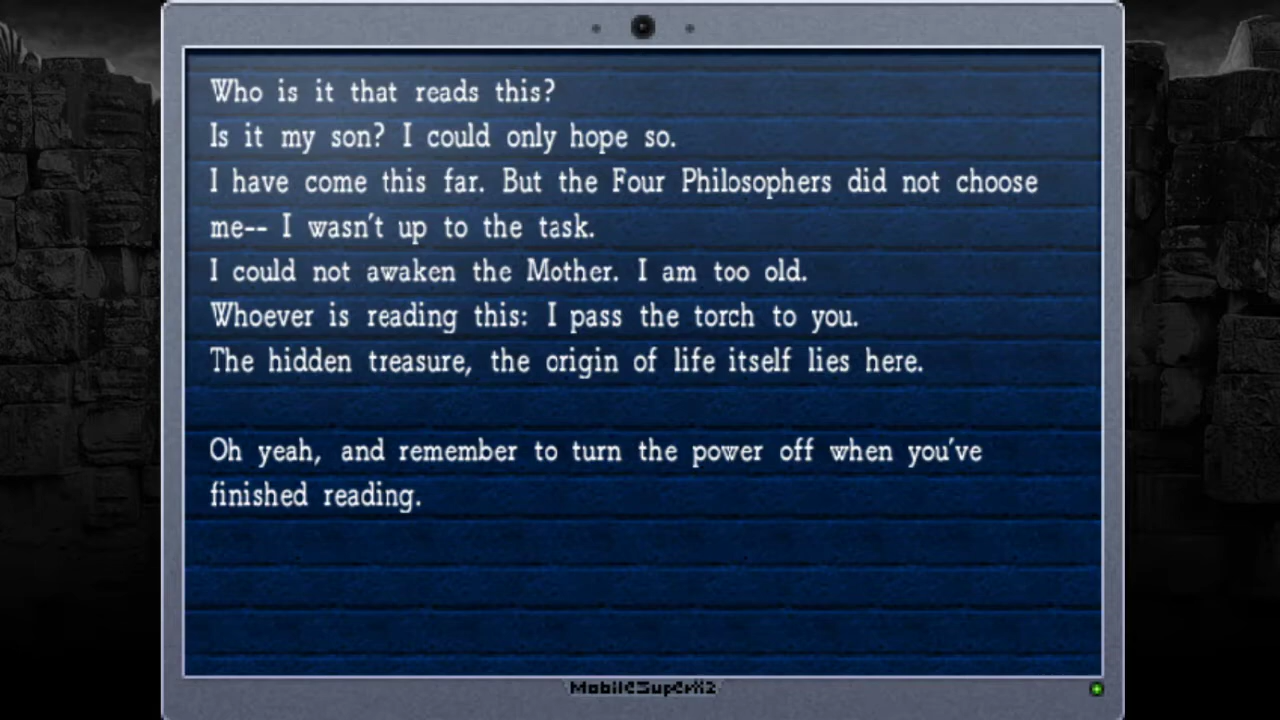 Who is it that reads this?
Is it my son? I could only hope so.
I have come this far. But the Four Philosophers did not choose
me-- I wasn't up to the task.
I could not awaken the Mother. I am too old.
Whoever is reading this: I pass the torch to you.
The hidden treasure, the origin of life itself lies here.
Oh yeah, and remember to turn the power off when you've
finished reading.
MobileSuperX2